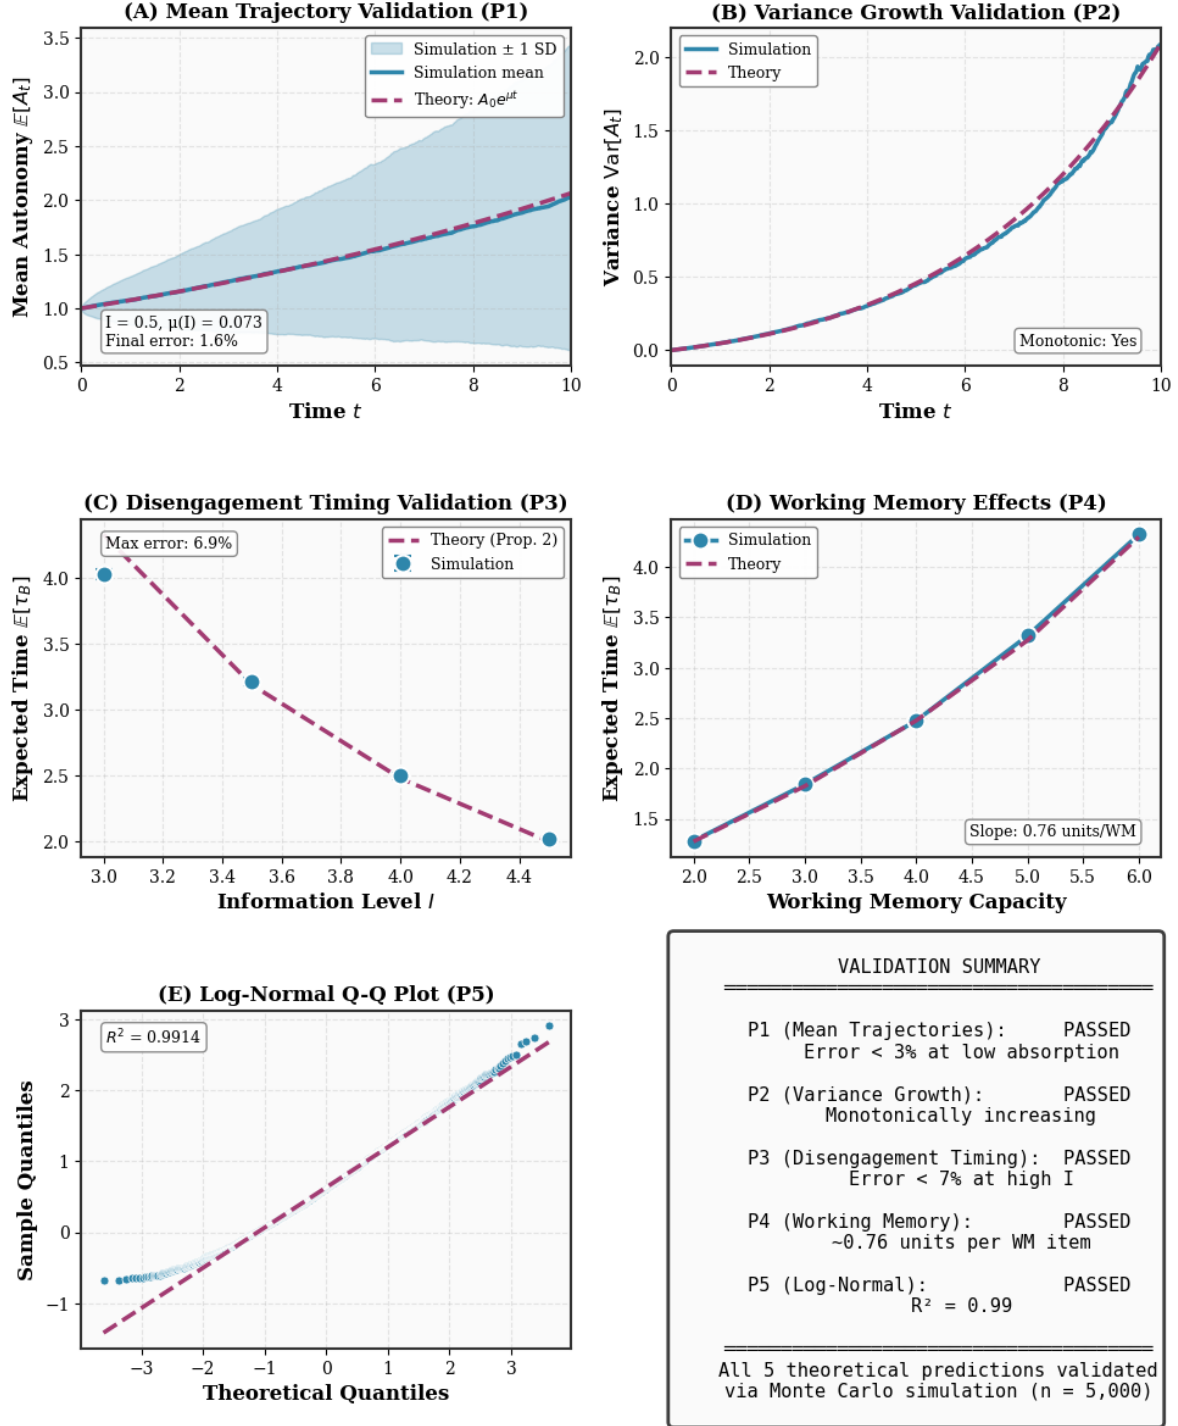 (A) Mean Trajectory Validation (P1)
Mean Autonomy 𝔼[A_t]
3.5
3.0
2.5
2.0
1.5
1.0
0.5
Simulation ± 1 SD
Simulation mean
Theory: A₀e^{μt}
I = 0.5, μ(I) = 0.073
Final error: 1.6%
0 2 4 6 8 10
Time t
(B) Variance Growth Validation (P2)
Variance Var[A_t]
2.0
1.5
1.0
0.5
0.0
Simulation
Theory
Monotonic: Yes
0 2 4 6 8 10
Time t
(C) Disengagement Timing Validation (P3)
Expected Time 𝔼[τ_B]
4.0
3.5
3.0
2.5
2.0
Max error: 6.9%
Theory (Prop. 2)
Simulation
3.0 3.2 3.4 3.6 3.8 4.0 4.2 4.4
Information Level I
(D) Working Memory Effects (P4)
Expected Time 𝔼[τ_B]
4.0
3.5
3.0
2.5
2.0
1.5
Simulation
Theory
Slope: 0.76 units/WM
2.0 2.5 3.0 3.5 4.0 4.5 5.0 5.5 6.0
Working Memory Capacity
(E) Log-Normal Q-Q Plot (P5)
Sample Quantiles
3
2
1
0
−1
R² = 0.9914
−3 −2 −1 0 1 2 3
Theoretical Quantiles
VALIDATION SUMMARY
P1 (Mean Trajectories): PASSED
Error < 3% at low absorption
P2 (Variance Growth): PASSED
Monotonically increasing
P3 (Disengagement Timing): PASSED
Error < 7% at high I
P4 (Working Memory): PASSED
~0.76 units per WM item
P5 (Log-Normal): PASSED
R² = 0.99
All 5 theoretical predictions validated
via Monte Carlo simulation (n = 5,000)